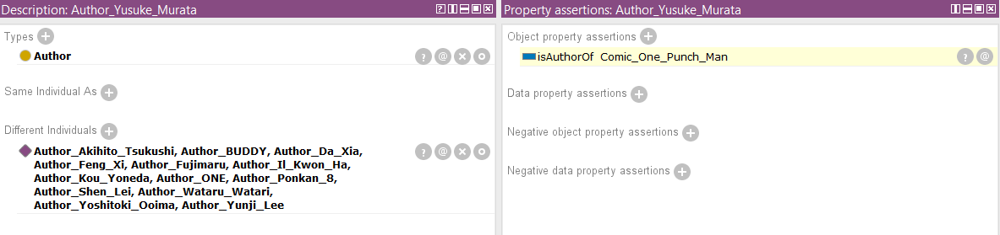 Description: Author_Yusuke_Murata
Types
Author
Same Individual As
Different Individuals
Author_Akihito_Tsukushi, Author_BUDDY, Author_Da_Xia,
Author_Feng_Xi, Author_Fujimaru, Author_Il_Kwon_Ha,
Author_Kou_Yoneda, Author_ONE, Author_Ponkan_8,
Author_Shen_Lei, Author_Wataru_Watari,
Author_Yoshitoki_Ooima, Author_Yunji_Lee
Property assertions: Author_Yusuke_Murata
Object property assertions
isAuthorOf Comic_One_Punch_Man
Data property assertions
Negative object property assertions
Negative data property assertions